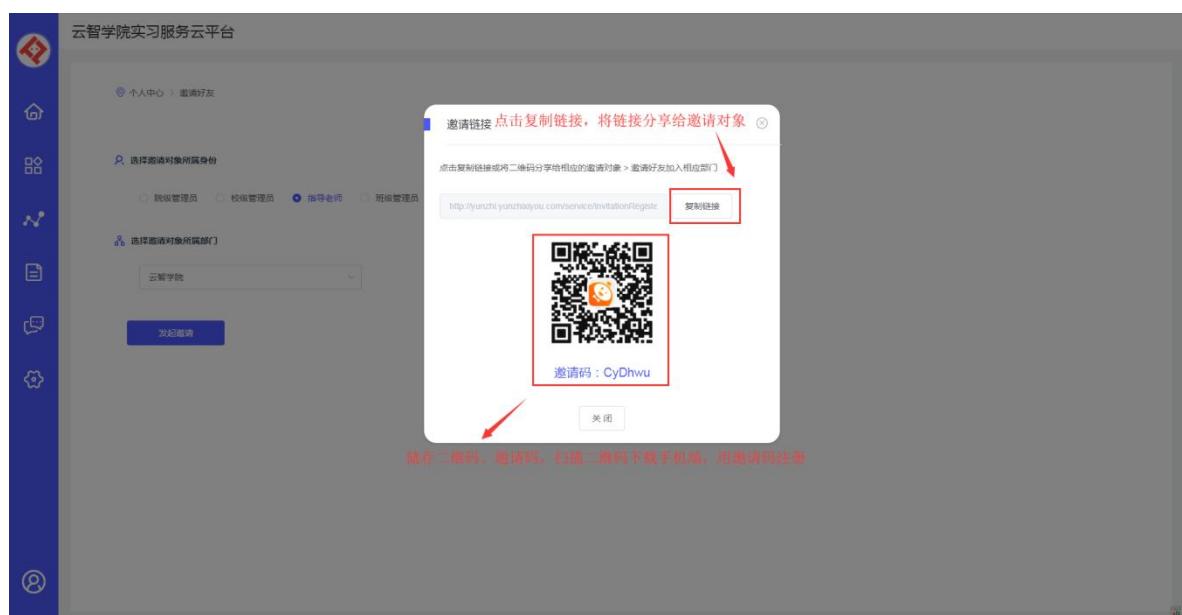 云智学院实习服务云平台
个人中心 > 邀请好友
邀请链接 点击复制链接，将链接分享给邀请对象
选择邀请对象所属身份
点击复制链接或将二维码分享给相应的邀请对象 > 邀请好友加入相应部门
院级管理员 校级管理员 指导老师 班级管理员
http://yunzhi.yunzhixiyou.com/service/InvitationRegiste 复制链接
选择邀请对象所属部门
云智学院
发起邀请
邀请码：CyDhwu
关闭
储存二维码、邀请码，扫描二维码下载手机端，用邀请码注册